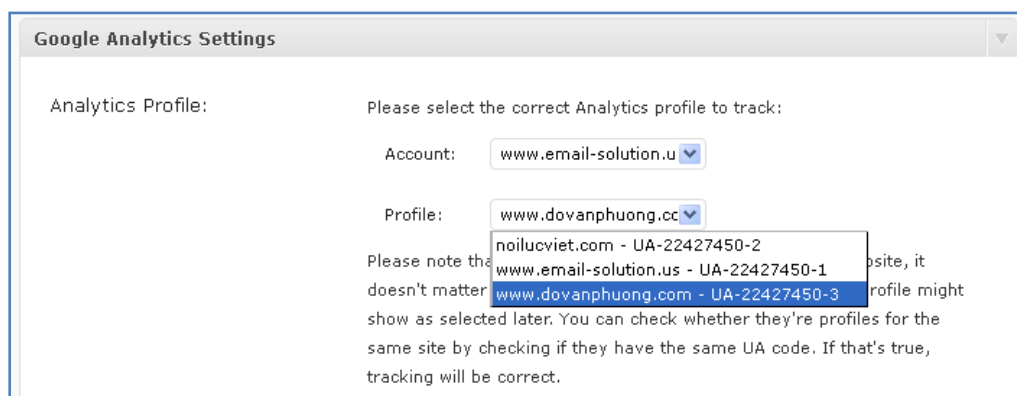 Google Analytics Settings
Analytics Profile:
Please select the correct Analytics profile to track:
Account: www.email-solution.u
Profile: www.dovanphuong.cc
noilucviet.com - UA-22427450-2
www.email-solution.us - UA-22427450-1
www.dovanphuong.com - UA-22427450-3
Please note site, it
doesn't matter rofile might
show as selected later. You can check whether they're profiles for the
same site by checking if they have the same UA code. If that's true,
tracking will be correct.